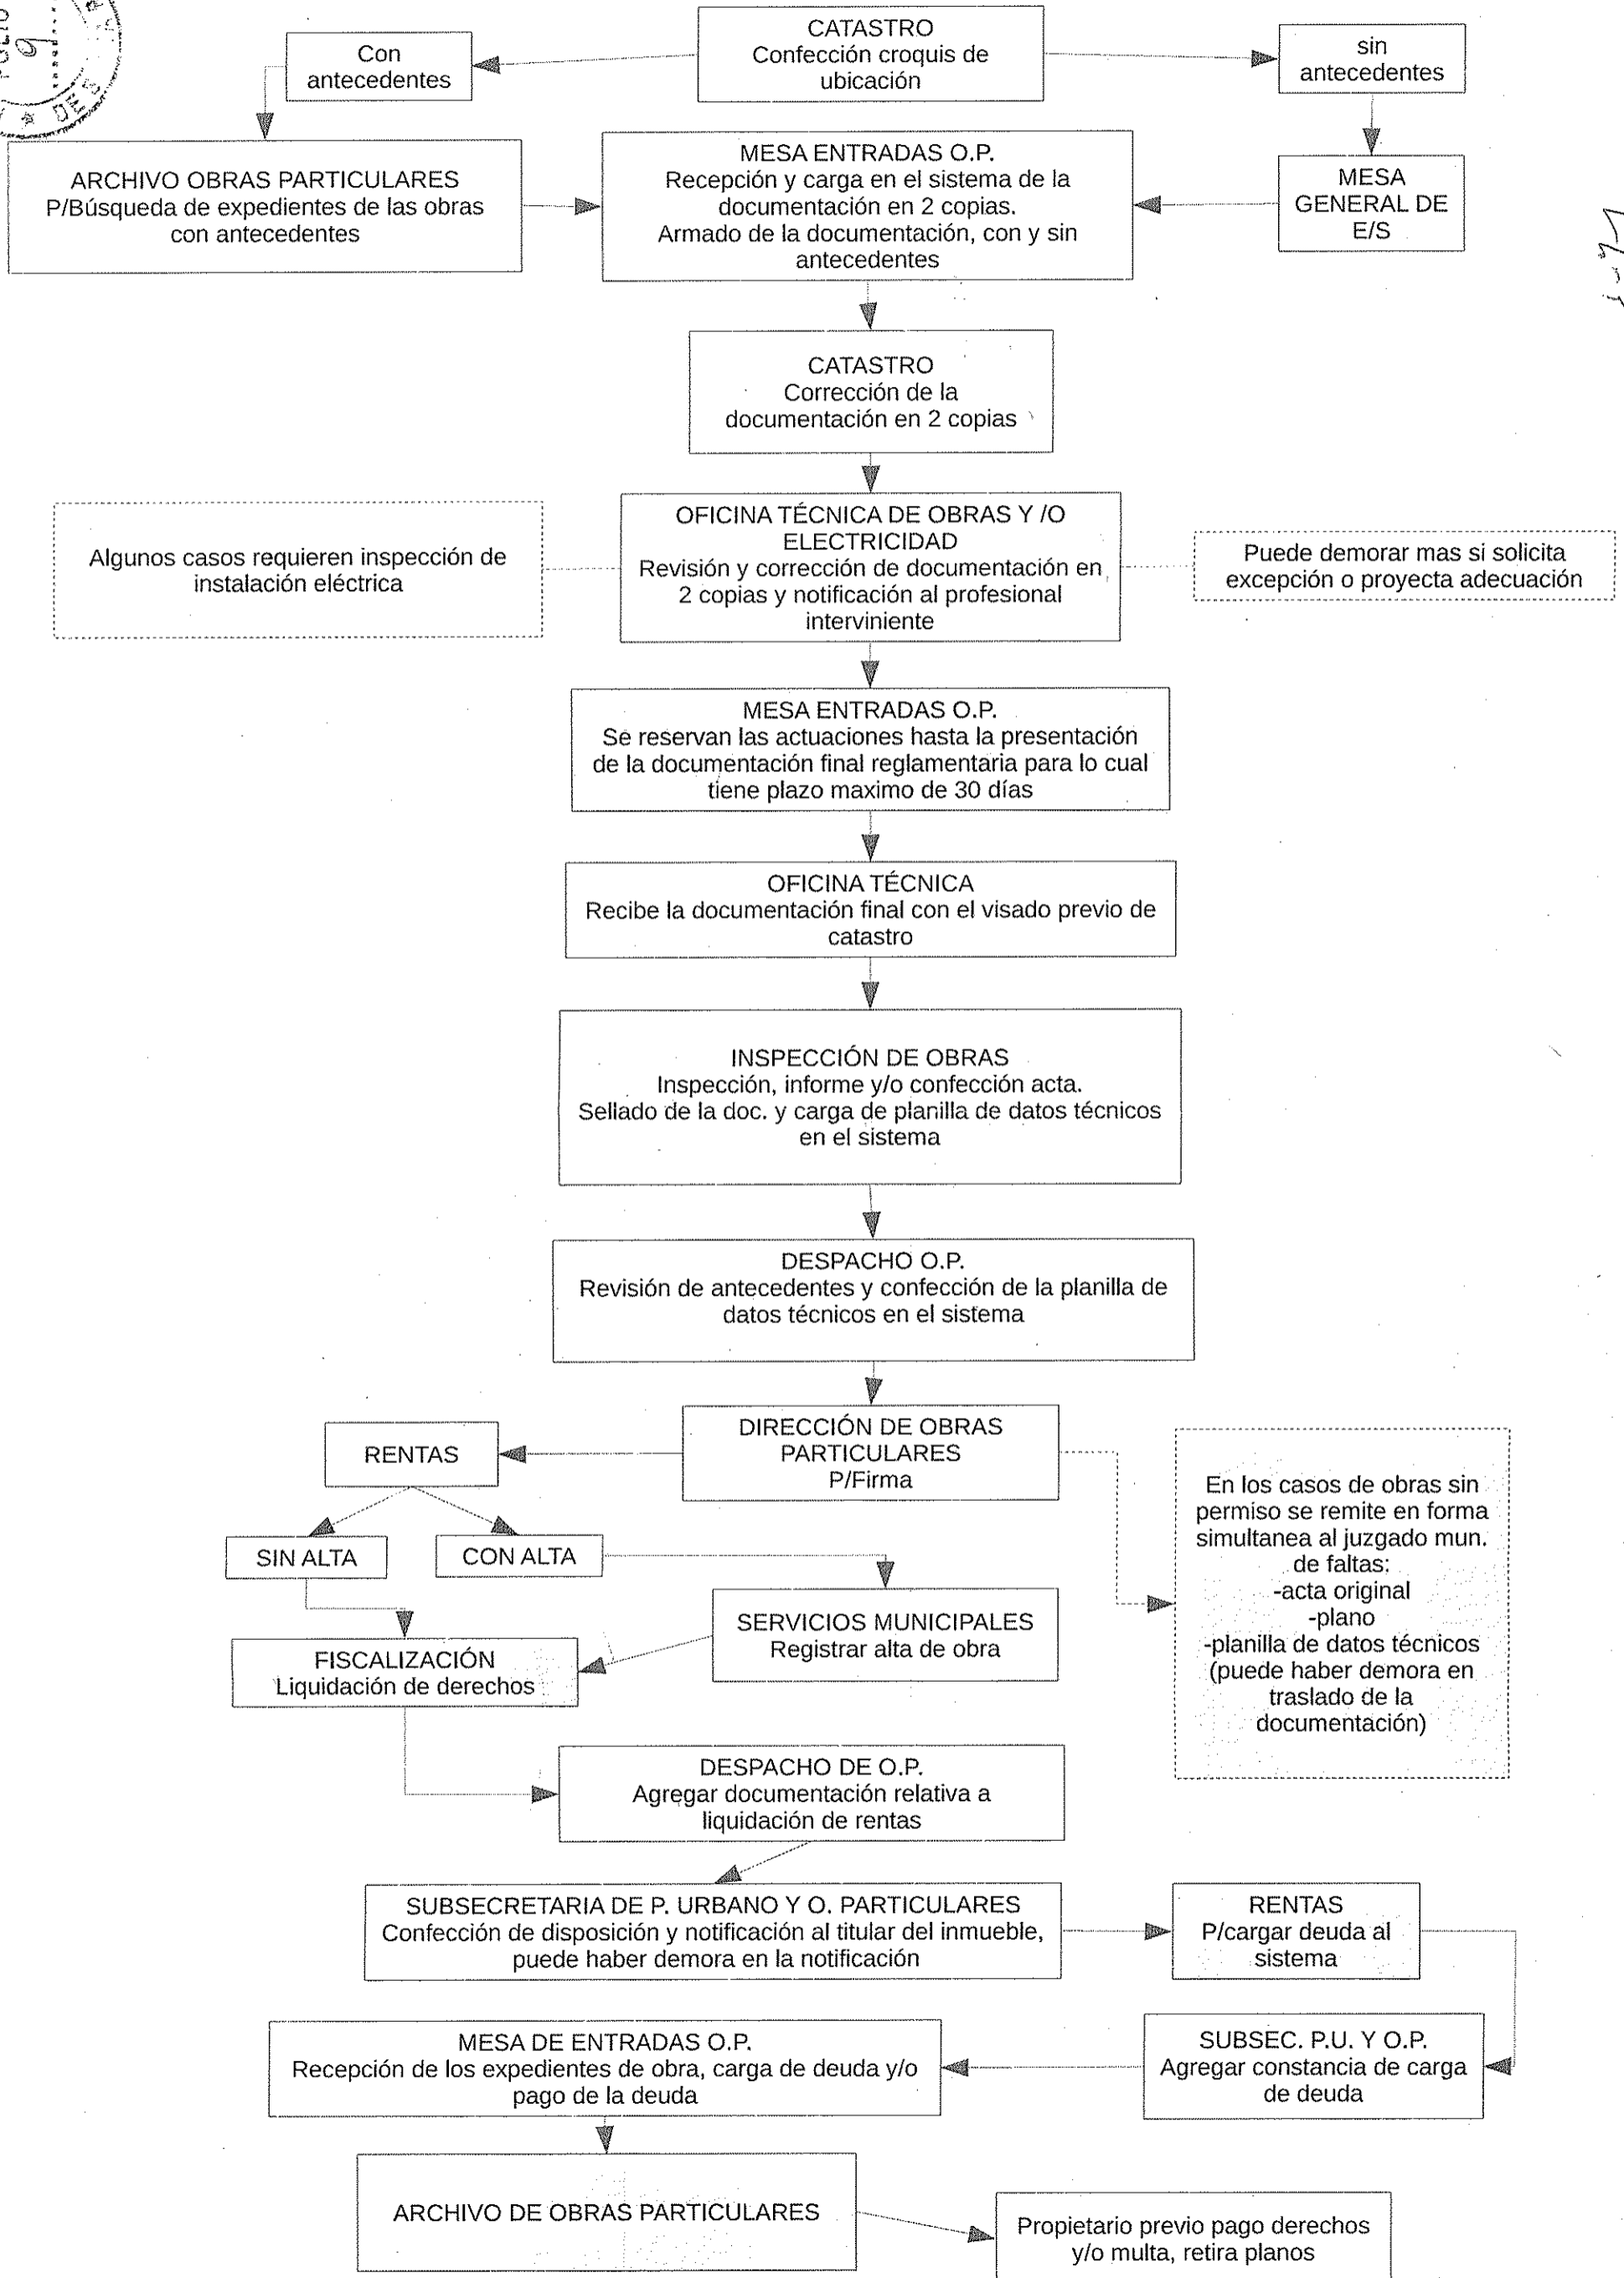 FOLIO
9
DE S
CATASTRO
Confección croquis de
ubicación
Con
antecedentes
sin
antecedentes
ARCHIVO OBRAS PARTICULARES
P/Búsqueda de expedientes de las obras
con antecedentes
MESA ENTRADAS O.P.
Recepción y carga en el sistema de la
documentación en 2 copias.
Armado de la documentación, con y sin
antecedentes
MESA
GENERAL DE
E/S
CATASTRO
Corrección de la
documentación en 2 copias
Algunos casos requieren inspección de
instalación eléctrica
OFICINA TÉCNICA DE OBRAS Y /O
ELECTRICIDAD
Revisión y corrección de documentación en
2 copias y notificación al profesional
interviniente
Puede demorar mas si solicita
excepción o proyecta adecuación
MESA ENTRADAS O.P.
Se reservan las actuaciones hasta la presentación
de la documentación final reglamentaria para lo cual
tiene plazo maximo de 30 días
OFICINA TÉCNICA
Recibe la documentación final con el visado previo de
catastro
INSPECCIÓN DE OBRAS
Inspección, informe y/o confección acta.
Sellado de la doc. y carga de planilla de datos técnicos
en el sistema
DESPACHO O.P.
Revisión de antecedentes y confección de la planilla de
datos técnicos en el sistema
DIRECCIÓN DE OBRAS
PARTICULARES
P/Firma
RENTAS
SIN ALTA
CON ALTA
En los casos de obras sin
permiso se remite en forma
simultanea al juzgado mun.
de faltas:
-acta original
-plano
-planilla de datos técnicos
(puede haber demora en
traslado de la
documentación)
SERVICIOS MUNICIPALES
Registrar alta de obra
FISCALIZACIÓN
Liquidación de derechos
DESPACHO DE O.P.
Agregar documentación relativa a
liquidación de rentas
SUBSECRETARIA DE P. URBANO Y O. PARTICULARES
Confección de disposición y notificación al titular del inmueble,
puede haber demora en la notificación
RENTAS
P/cargar deuda al
sistema
SUBSEC. P.U. Y O.P.
Agregar constancia de carga
de deuda
MESA DE ENTRADAS O.P.
Recepción de los expedientes de obra, carga de deuda y/o
pago de la deuda
ARCHIVO DE OBRAS PARTICULARES
Propietario previo pago derechos
y/o multa, retira planos